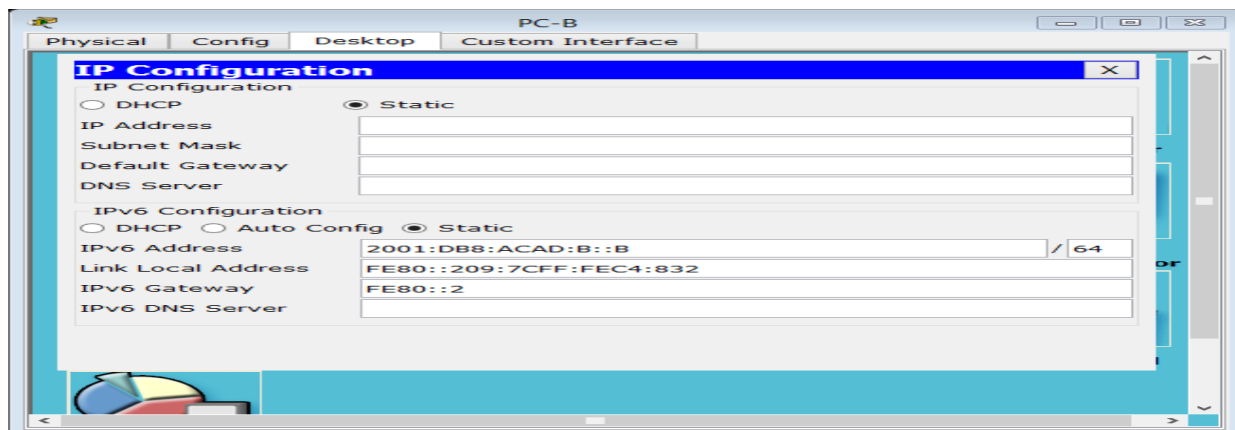 PC-B
Physical Config Desktop Custom Interface
IP Configuration X
IP Configuration
DHCP Static
IP Address
Subnet Mask
Default Gateway
DNS Server
IPv6 Configuration
DHCP Auto Config Static
IPv6 Address 2001:DB8:ACAD:B::B / 64
Link Local Address FE80::209:7CFF:FEC4:832
or
IPv6 Gateway FE80::2
IPv6 DNS Server